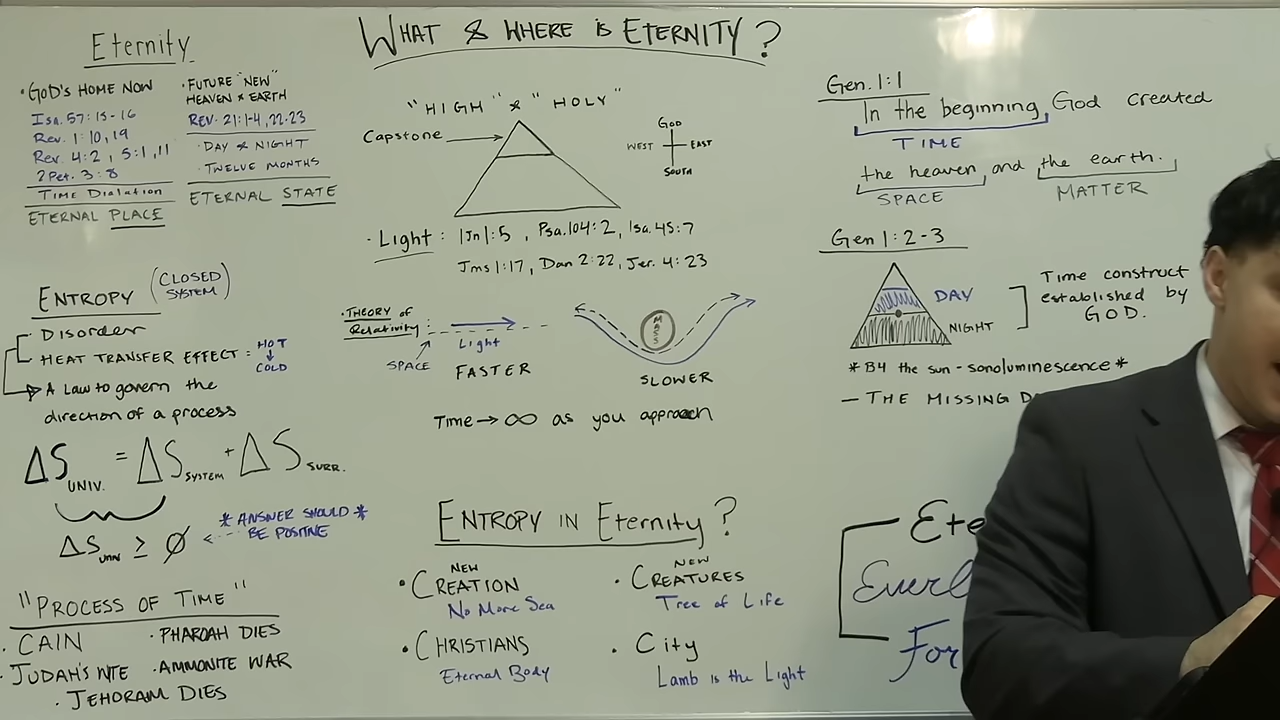 WHAT & WHERE IS ETERNITY?
Eternity
· GOD'S HOME NOW
Isa. 57:15-16
Rev. 1:10, 19
Rev. 4:2, 5:1, 11
2 Pet. 3:8
TIME Dialation
ETERNAL PLACE
· FUTURE "NEW"
HEAVEN & EARTH
REV. 21:1-4, 22-23
· DAY & NIGHT
· TWELVE MONTHS
ETERNAL STATE
ENTROPY (CLOSED SYSTEM)
Disorder
HEAT TRANSFER EFFECT: HOT ↓ COLD
A law to govern the
direction of a process
ΔS UNIV. = ΔS SYSTEM + ΔS SURR.
ΔS UNIV ≥ Ø
* ANSWER SHOULD *
BE POSITIVE
"PROCESS OF TIME"
· CAIN
· JUDAH'S WIFE
· JEHORAM DIES
· PHAROAH DIES
· AMMONITE WAR
"HIGH" & "HOLY"
Capstone
GOD
WEST EAST
SOUTH
· Light: 1Jn 1:5, Psa. 104:2, Isa. 45:7
Jms 1:17, Dan 2:22, Jer. 4:23
· THEORY of
Relativity:
Light
SPACE
FASTER
MASS
SLOWER
Time → ∞ as you approach
ENTROPY IN Eternity?
· NEW CREATION
No More Sea
· NEW CREATURES
Tree of Life
· CHRISTIANS
Eternal Body
· City
Lamb is the Light
Gen. 1:1
In the beginning God created
TIME
the heaven, and the earth.
SPACE MATTER
Gen 1:2-3
DAY
NIGHT
Time construct
established by
GOD.
* B4 the sun - sonoluminescence *
— THE MISSING D
Ete
Everl
For